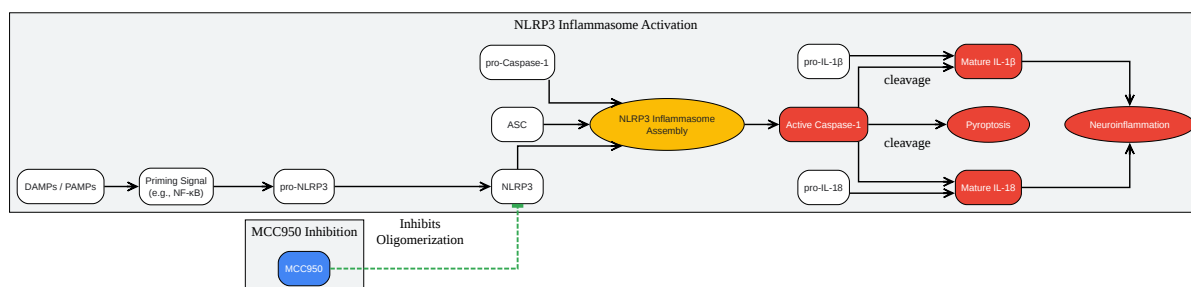 NLRP3 Inflammasome Activation
pro-Caspase-1
pro-IL-1β
Mature IL-1β
cleavage
ASC
NLRP3 Inflammasome
Assembly
Active Caspase-1
Pyroptosis
Neuroinflammation
cleavage
DAMPs / PAMPs
Priming Signal
(e.g., NF-κB)
pro-NLRP3
NLRP3
pro-IL-18
Mature IL-18
MCC950 Inhibition
Inhibits
Oligomerization
MCC950